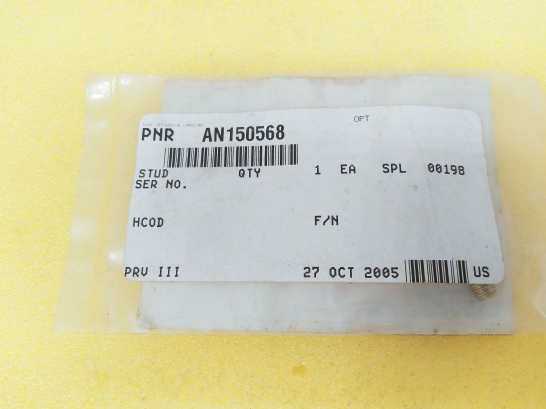 OPT
PNR AN150568
STUD QTY 1 EA SPL 00198
SER NO.
HCOD F/N
PRV III 27 OCT 2005 US